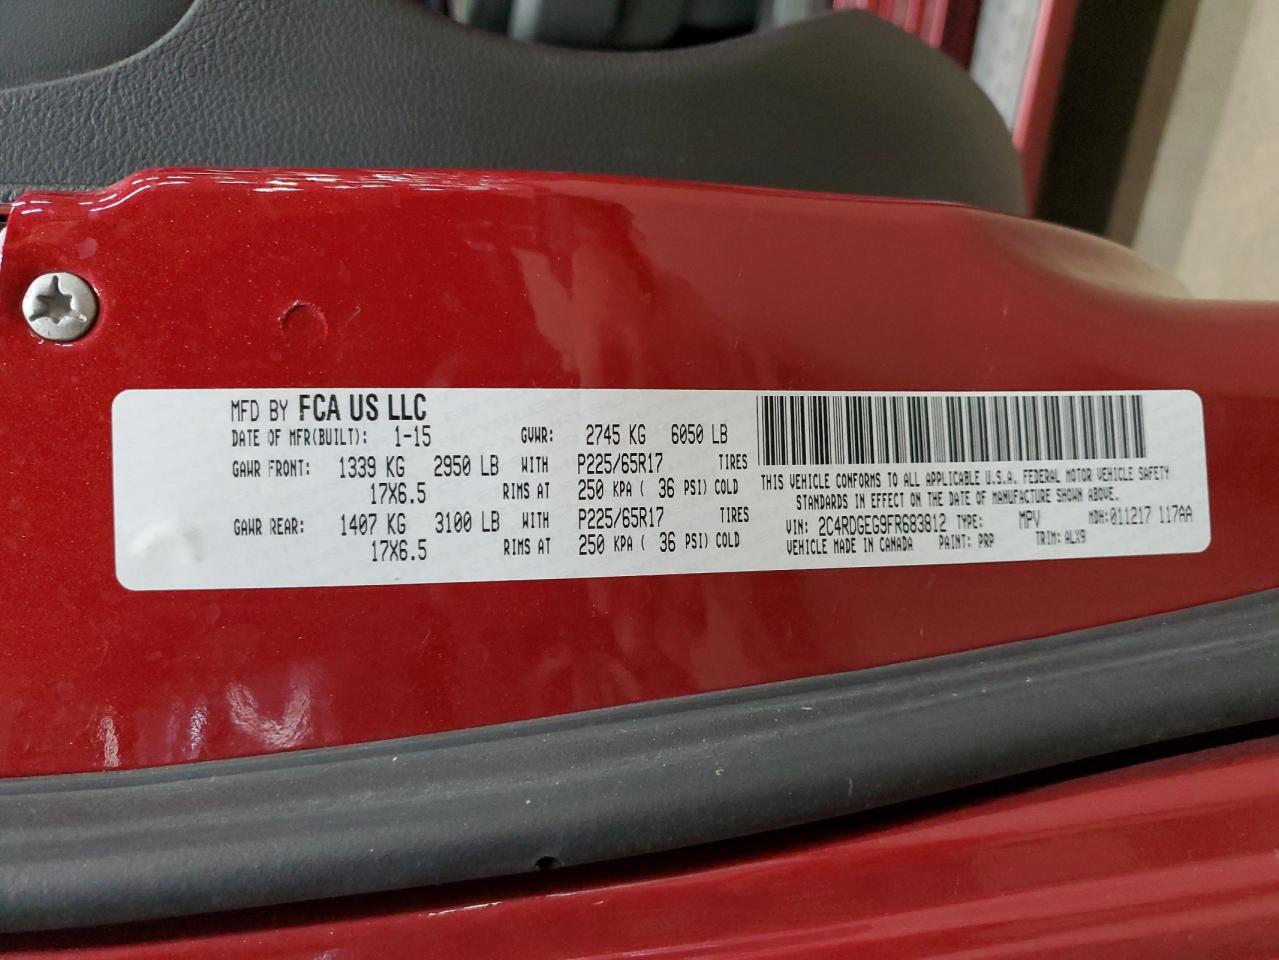 MFD BY FCA US LLC
DATE OF MFR(BUILT): 1-15 GVWR: 2745 KG 6050 LB
GAWR FRONT: 1339 KG 2950 LB WITH P225/65R17 TIRES
17X6.5 RIMS AT 250 KPA ( 36 PSI) COLD
GAWR REAR: 1407 KG 3100 LB WITH P225/65R17 TIRES
17X6.5 RIMS AT 250 KPA ( 36 PSI) COLD
THIS VEHICLE CONFORMS TO ALL APPLICABLE U.S.A. FEDERAL MOTOR VEHICLE SAFETY
STANDARDS IN EFFECT ON THE DATE OF MANUFACTURE SHOWN ABOVE.
VIN: 2C4RDGEG9FR683812 TYPE: MPV MDH:011217 117AA
VEHICLE MADE IN CANADA PAINT: PRP TRIM: ALX9